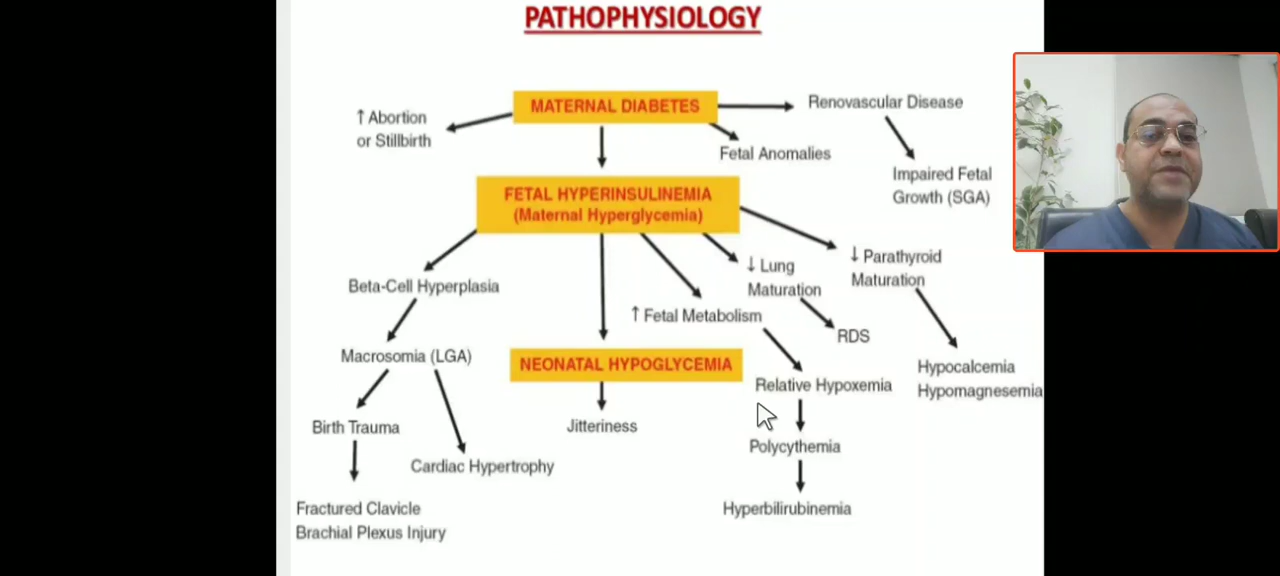 PATHOPHYSIOLOGY
MATERNAL DIABETES
↑ Abortion
or Stillbirth
Renovascular Disease
Fetal Anomalies
Impaired Fetal
Growth (SGA)
FETAL HYPERINSULINEMIA
(Maternal Hyperglycemia)
Beta-Cell Hyperplasia
↑ Fetal Metabolism
↓ Lung
Maturation
↓ Parathyroid
Maturation
RDS
Macrosomia (LGA)
NEONATAL HYPOGLYCEMIA
Relative Hypoxemia
Hypocalcemia
Hypomagnesemia
Birth Trauma
Cardiac Hypertrophy
Jitteriness
Polycythemia
Fractured Clavicle
Brachial Plexus Injury
Hyperbilirubinemia